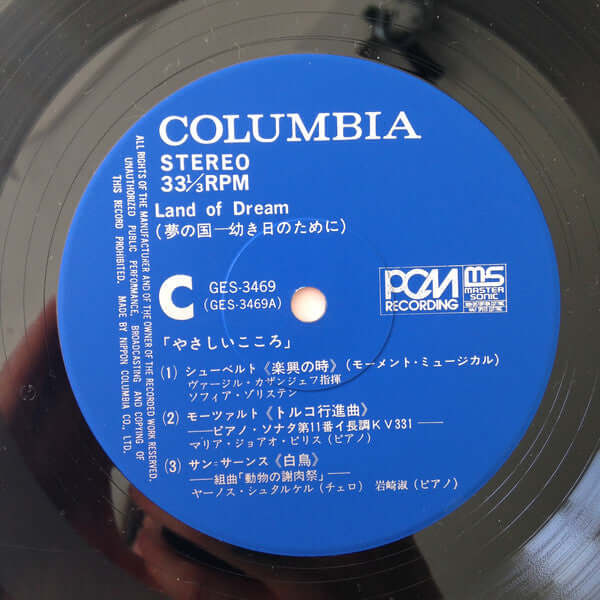 COLUMBIA
STEREO
33 1/3 RPM
Land of Dream
(夢の国—幼き日のために)
C
GES-3469
(GES-3469A)
PCM
RECORDING
MS
MASTER
SONIC
「やさしいこころ」
(1) シューベルト《楽興の時》(モーメント・ミュージカル)
ヴァージル・カザンジェフ指揮
ソフィア・ゾリステン
(2) モーツァルト《トルコ行進曲》
——ピアノ・ソナタ第11番イ長調KV331——
マリア・ジョアオ・ピリス(ピアノ)
(3) サン=サーンス《白鳥》
——組曲「動物の謝肉祭」——
ヤーノス・シュタルケル(チェロ) 岩崎淑(ピアノ)
ALL RIGHTS OF THE MANUFACTURER AND OF THE OWNER OF THE RECORDED WORK RESERVED.
UNAUTHORIZED PUBLIC PERFORMANCE, BROADCASTING AND COPYING OF
THIS RECORD PROHIBITED. MADE BY NIPPON COLUMBIA CO., LTD.